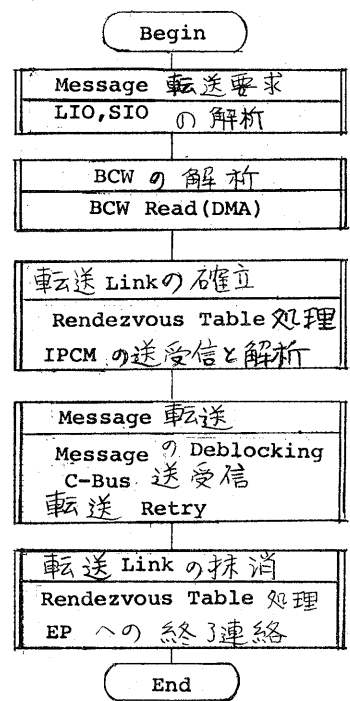 Begin
Message 転送要求
LIO,SIO の解析
BCW の解析
BCW Read(DMA)
転送 Linkの確立
Rendezvous Table 処理
IPCM の送受信と解析
Message 転送
Message の Deblocking
C-Bus 送受信
転送 Retry
転送 Link の抹消
Rendezvous Table 処理
EP への 終了連絡
End